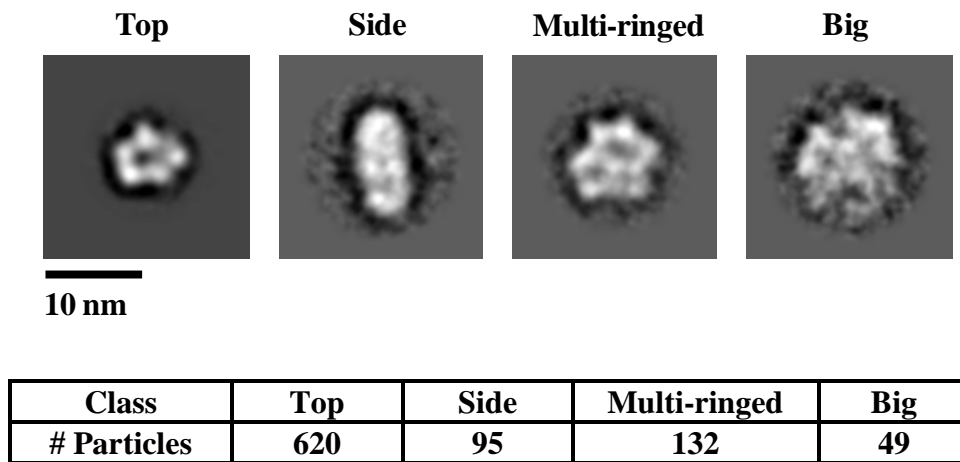 Top Side Multi-ringed Big
10 nm
Class Top Side Multi-ringed Big
# Particles 620 95 132 49